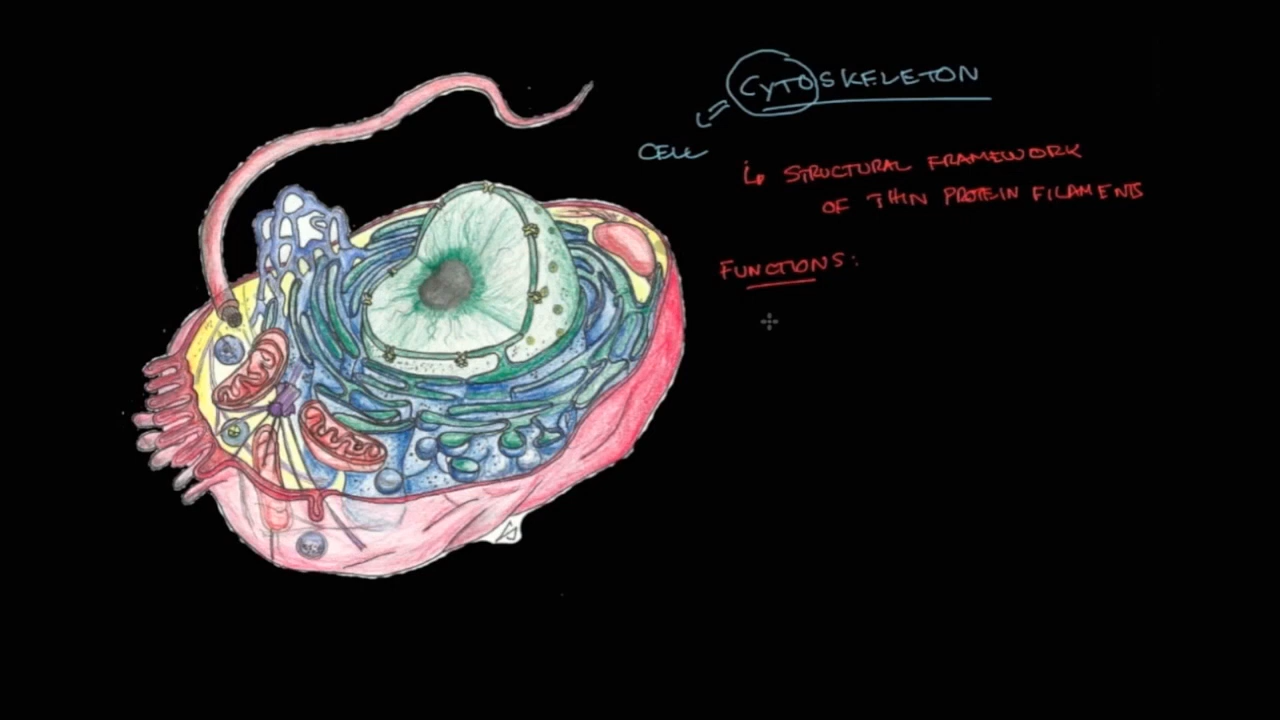 CYTOSKELETON
CELL
STRUCTURAL FRAMEWORK
OF THIN PROTEIN FILAMENTS
FUNCTIONS: